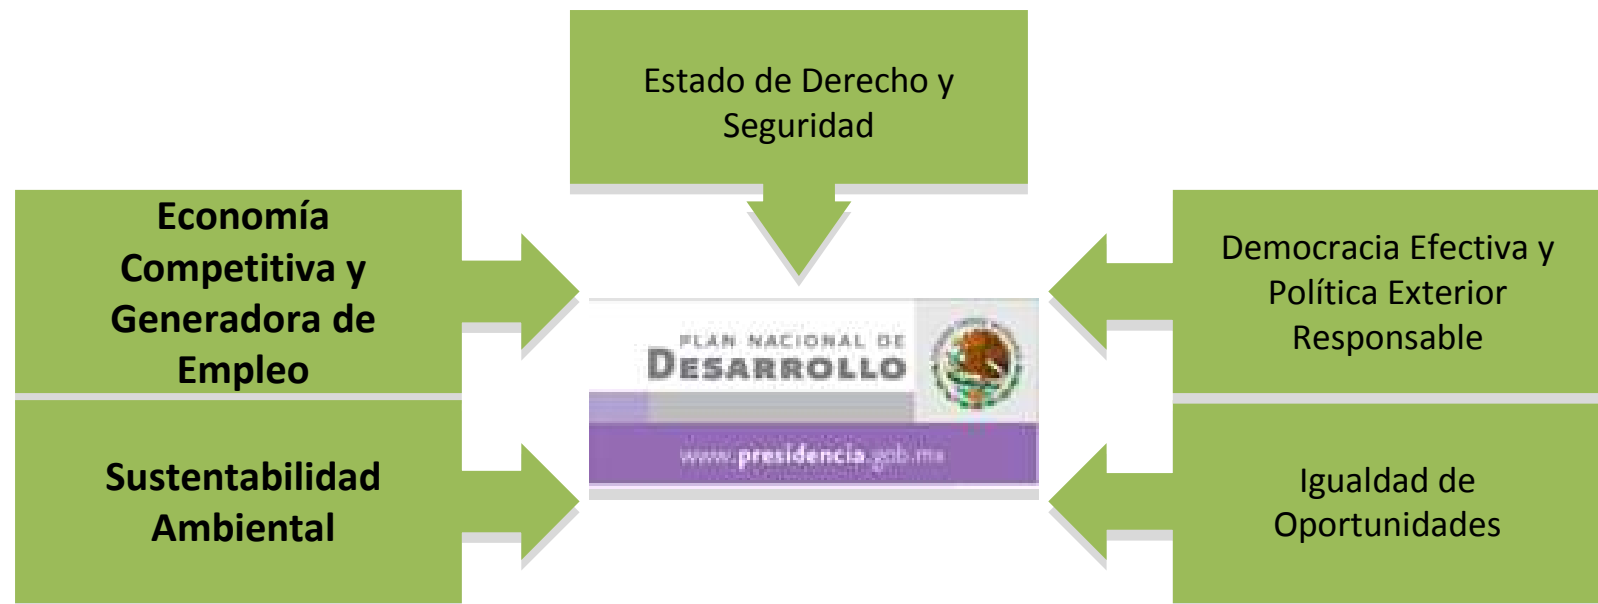 Estado de Derecho y
Seguridad
Economía
Competitiva y
Generadora de
Empleo
Democracia Efectiva y
Política Exterior
Responsable
PLAN NACIONAL DE
DESARROLLO
www.presidencia.gob.mx
Sustentabilidad
Ambiental
Igualdad de
Oportunidades